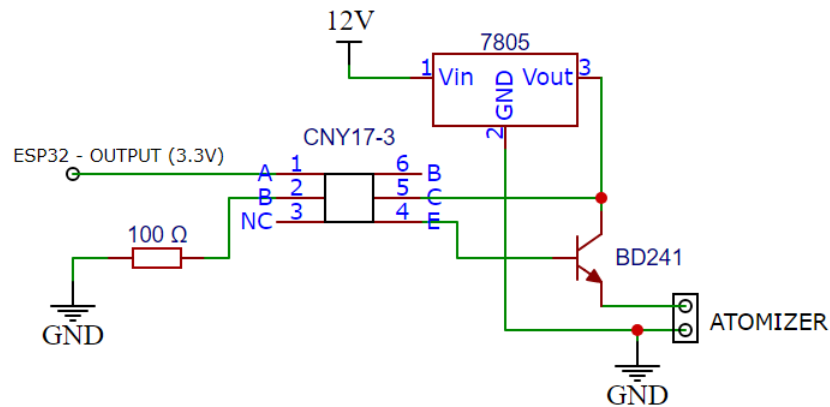 12V
7805
1 Vin Vout 3
GND
2
CNY17-3
ESP32 - OUTPUT (3.3V)
A 1 6 B
B 2 5 C
NC 3 4 E
100 Ω
BD241
GND
ATOMIZER
GND